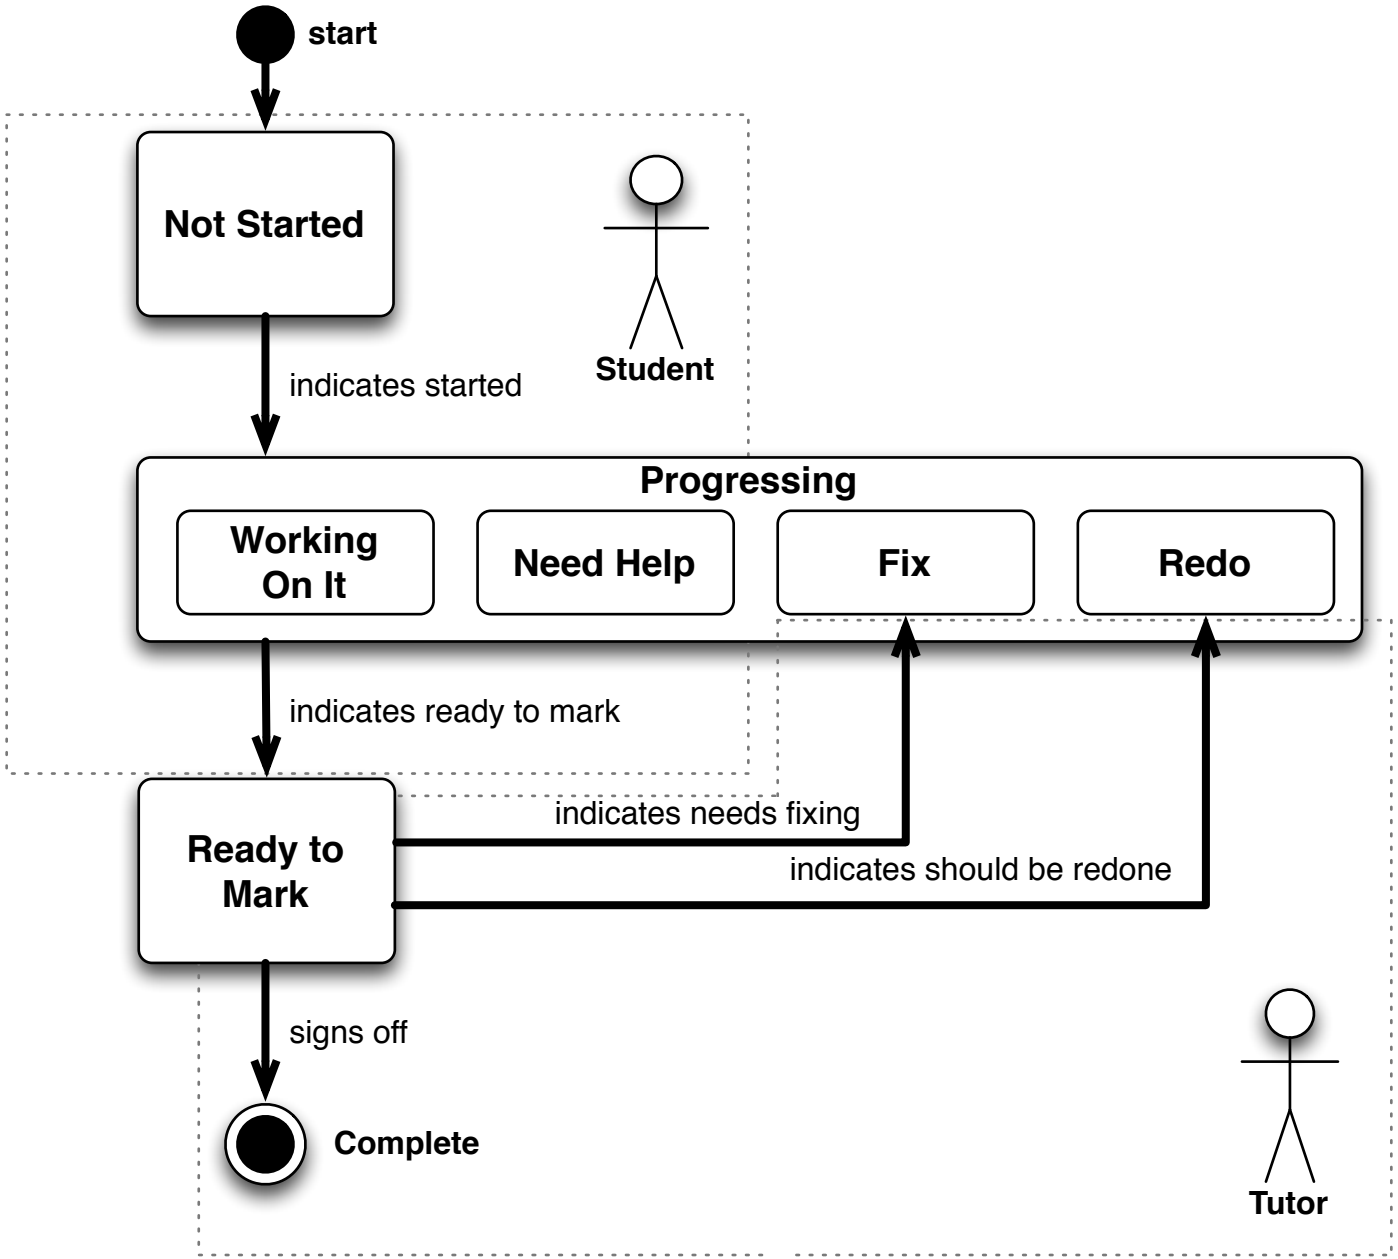 start
Not Started
Student
indicates started
Progressing
Working
On It
Need Help
Fix
Redo
indicates ready to mark
indicates needs fixing
Ready to
Mark
indicates should be redone
signs off
Complete
Tutor